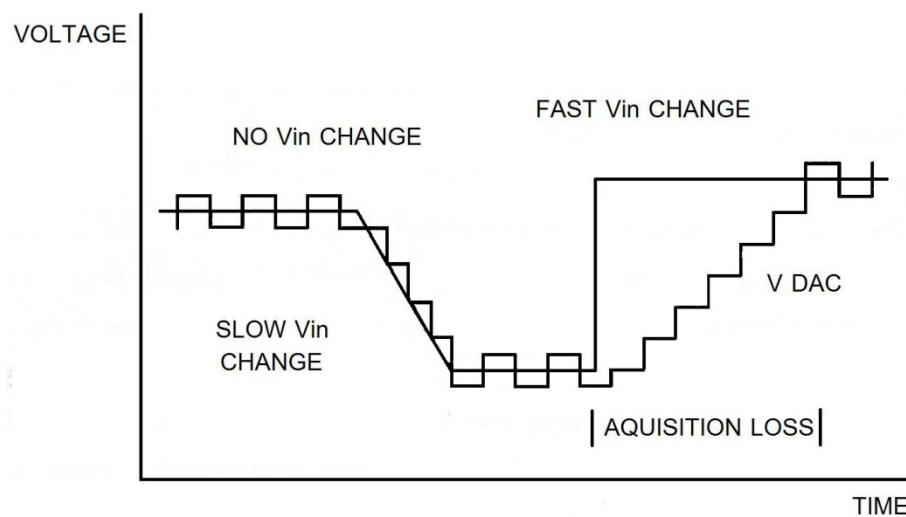 VOLTAGE
FAST Vin CHANGE
NO Vin CHANGE
V DAC
SLOW Vin
CHANGE
AQUISITION LOSS
TIME